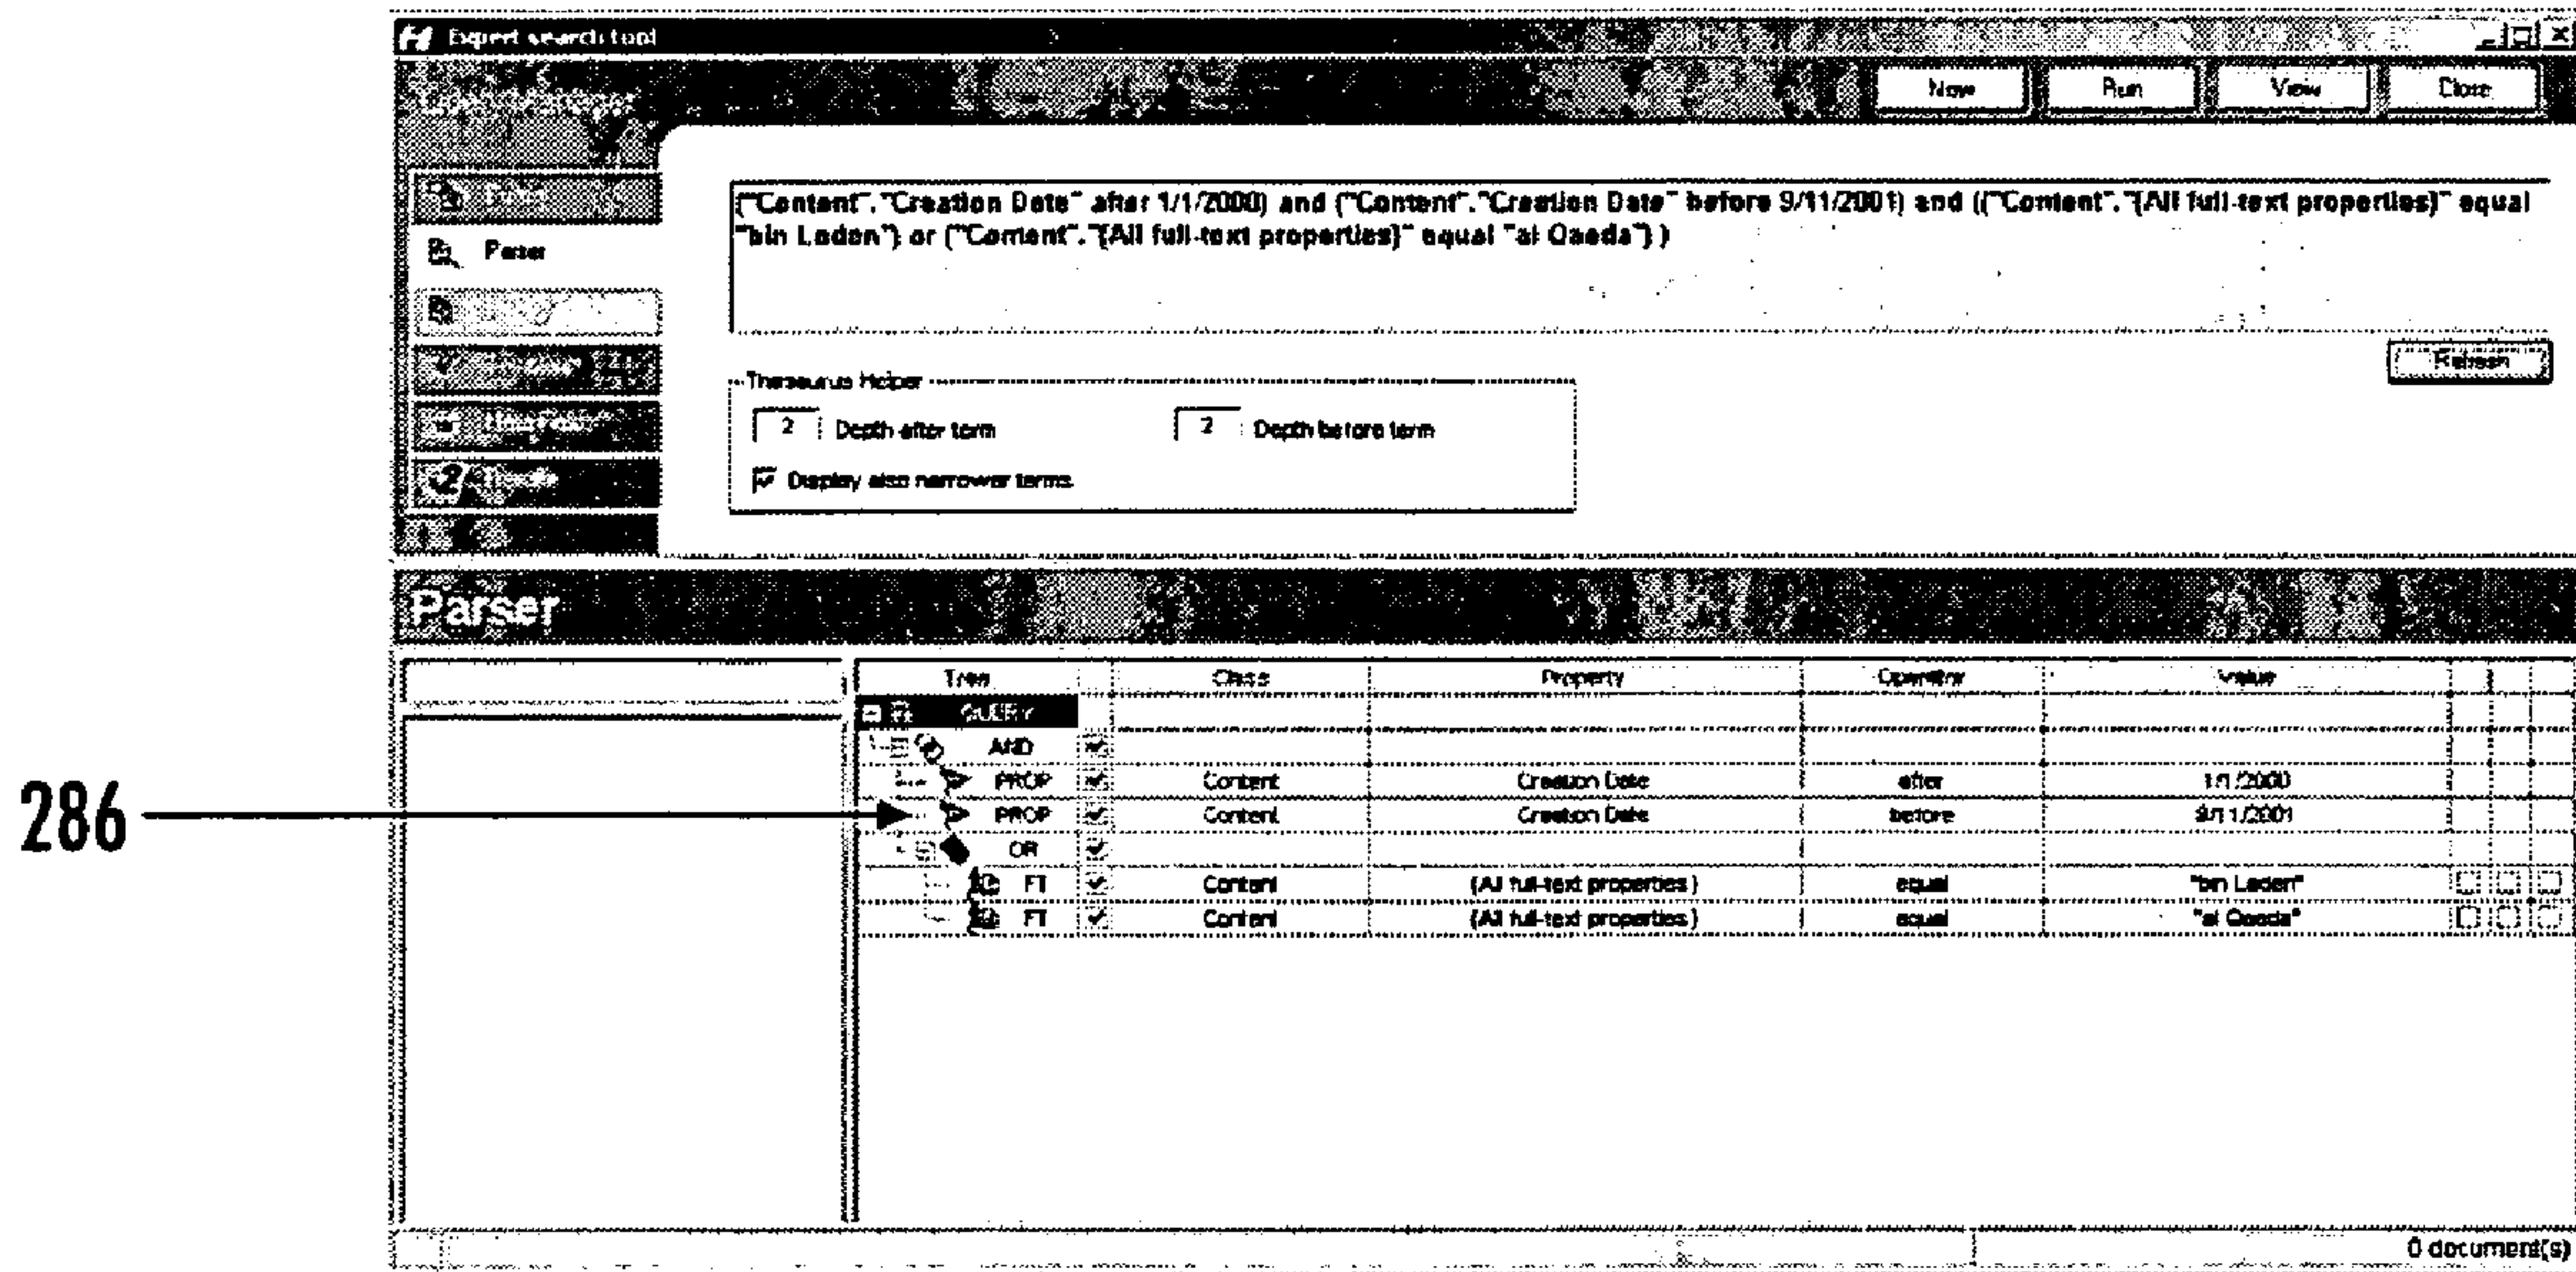 Expert search tool
New Run View Close
("Content"."Creation Date" after 1/1/2000) and ("Content"."Creation Date" before 9/11/2001) and (("Content"."{All full-text properties}" equal
"bin Laden") or ("Content"."{All full-text properties}" equal "al Qaeda") )
Parser
Refresh
Thesaurus Helper
2 Depth after term 2 Depth before term
Display also narrower terms
Parser
Tree Class Property Operator Value
QUERY
AND
PROP Content Creation Date after 1/1/2000
286 PROP Content Creation Date before 9/11/2001
OR
FT Content {All full-text properties} equal "bin Laden"
FT Content {All full-text properties} equal "al Qaeda"
0 document(s)